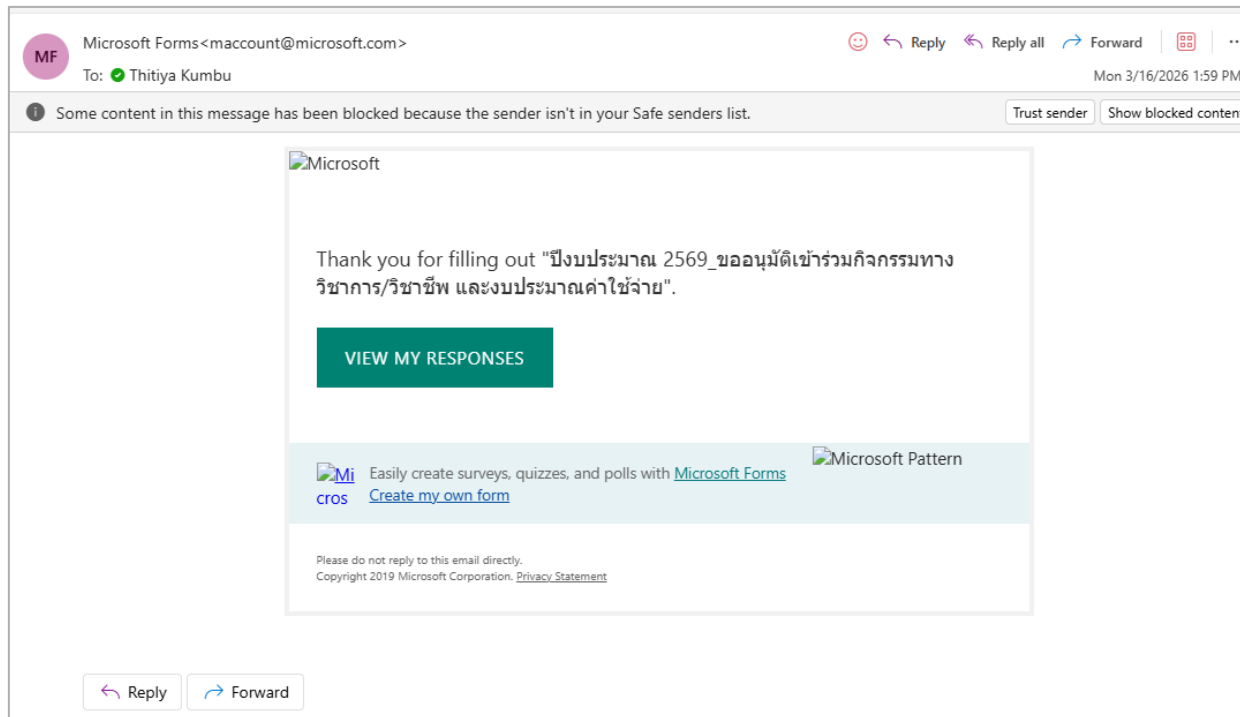 MF
Microsoft Forms<maccount@microsoft.com>
Reply Reply all Forward
To: Thitiya Kumbu
Mon 3/16/2026 1:59 PM
Some content in this message has been blocked because the sender isn't in your Safe senders list.
Trust sender Show blocked content
Microsoft
Thank you for filling out "ปีงบประมาณ 2569_ขออนุมัติเข้าร่วมกิจกรรมทาง
วิชาการ/วิชาชีพ และงบประมาณค่าใช้จ่าย".
VIEW MY RESPONSES
Microsoft Pattern
Mi
cros
Easily create surveys, quizzes, and polls with Microsoft Forms
Create my own form
Please do not reply to this email directly.
Copyright 2019 Microsoft Corporation. Privacy Statement
Reply Forward